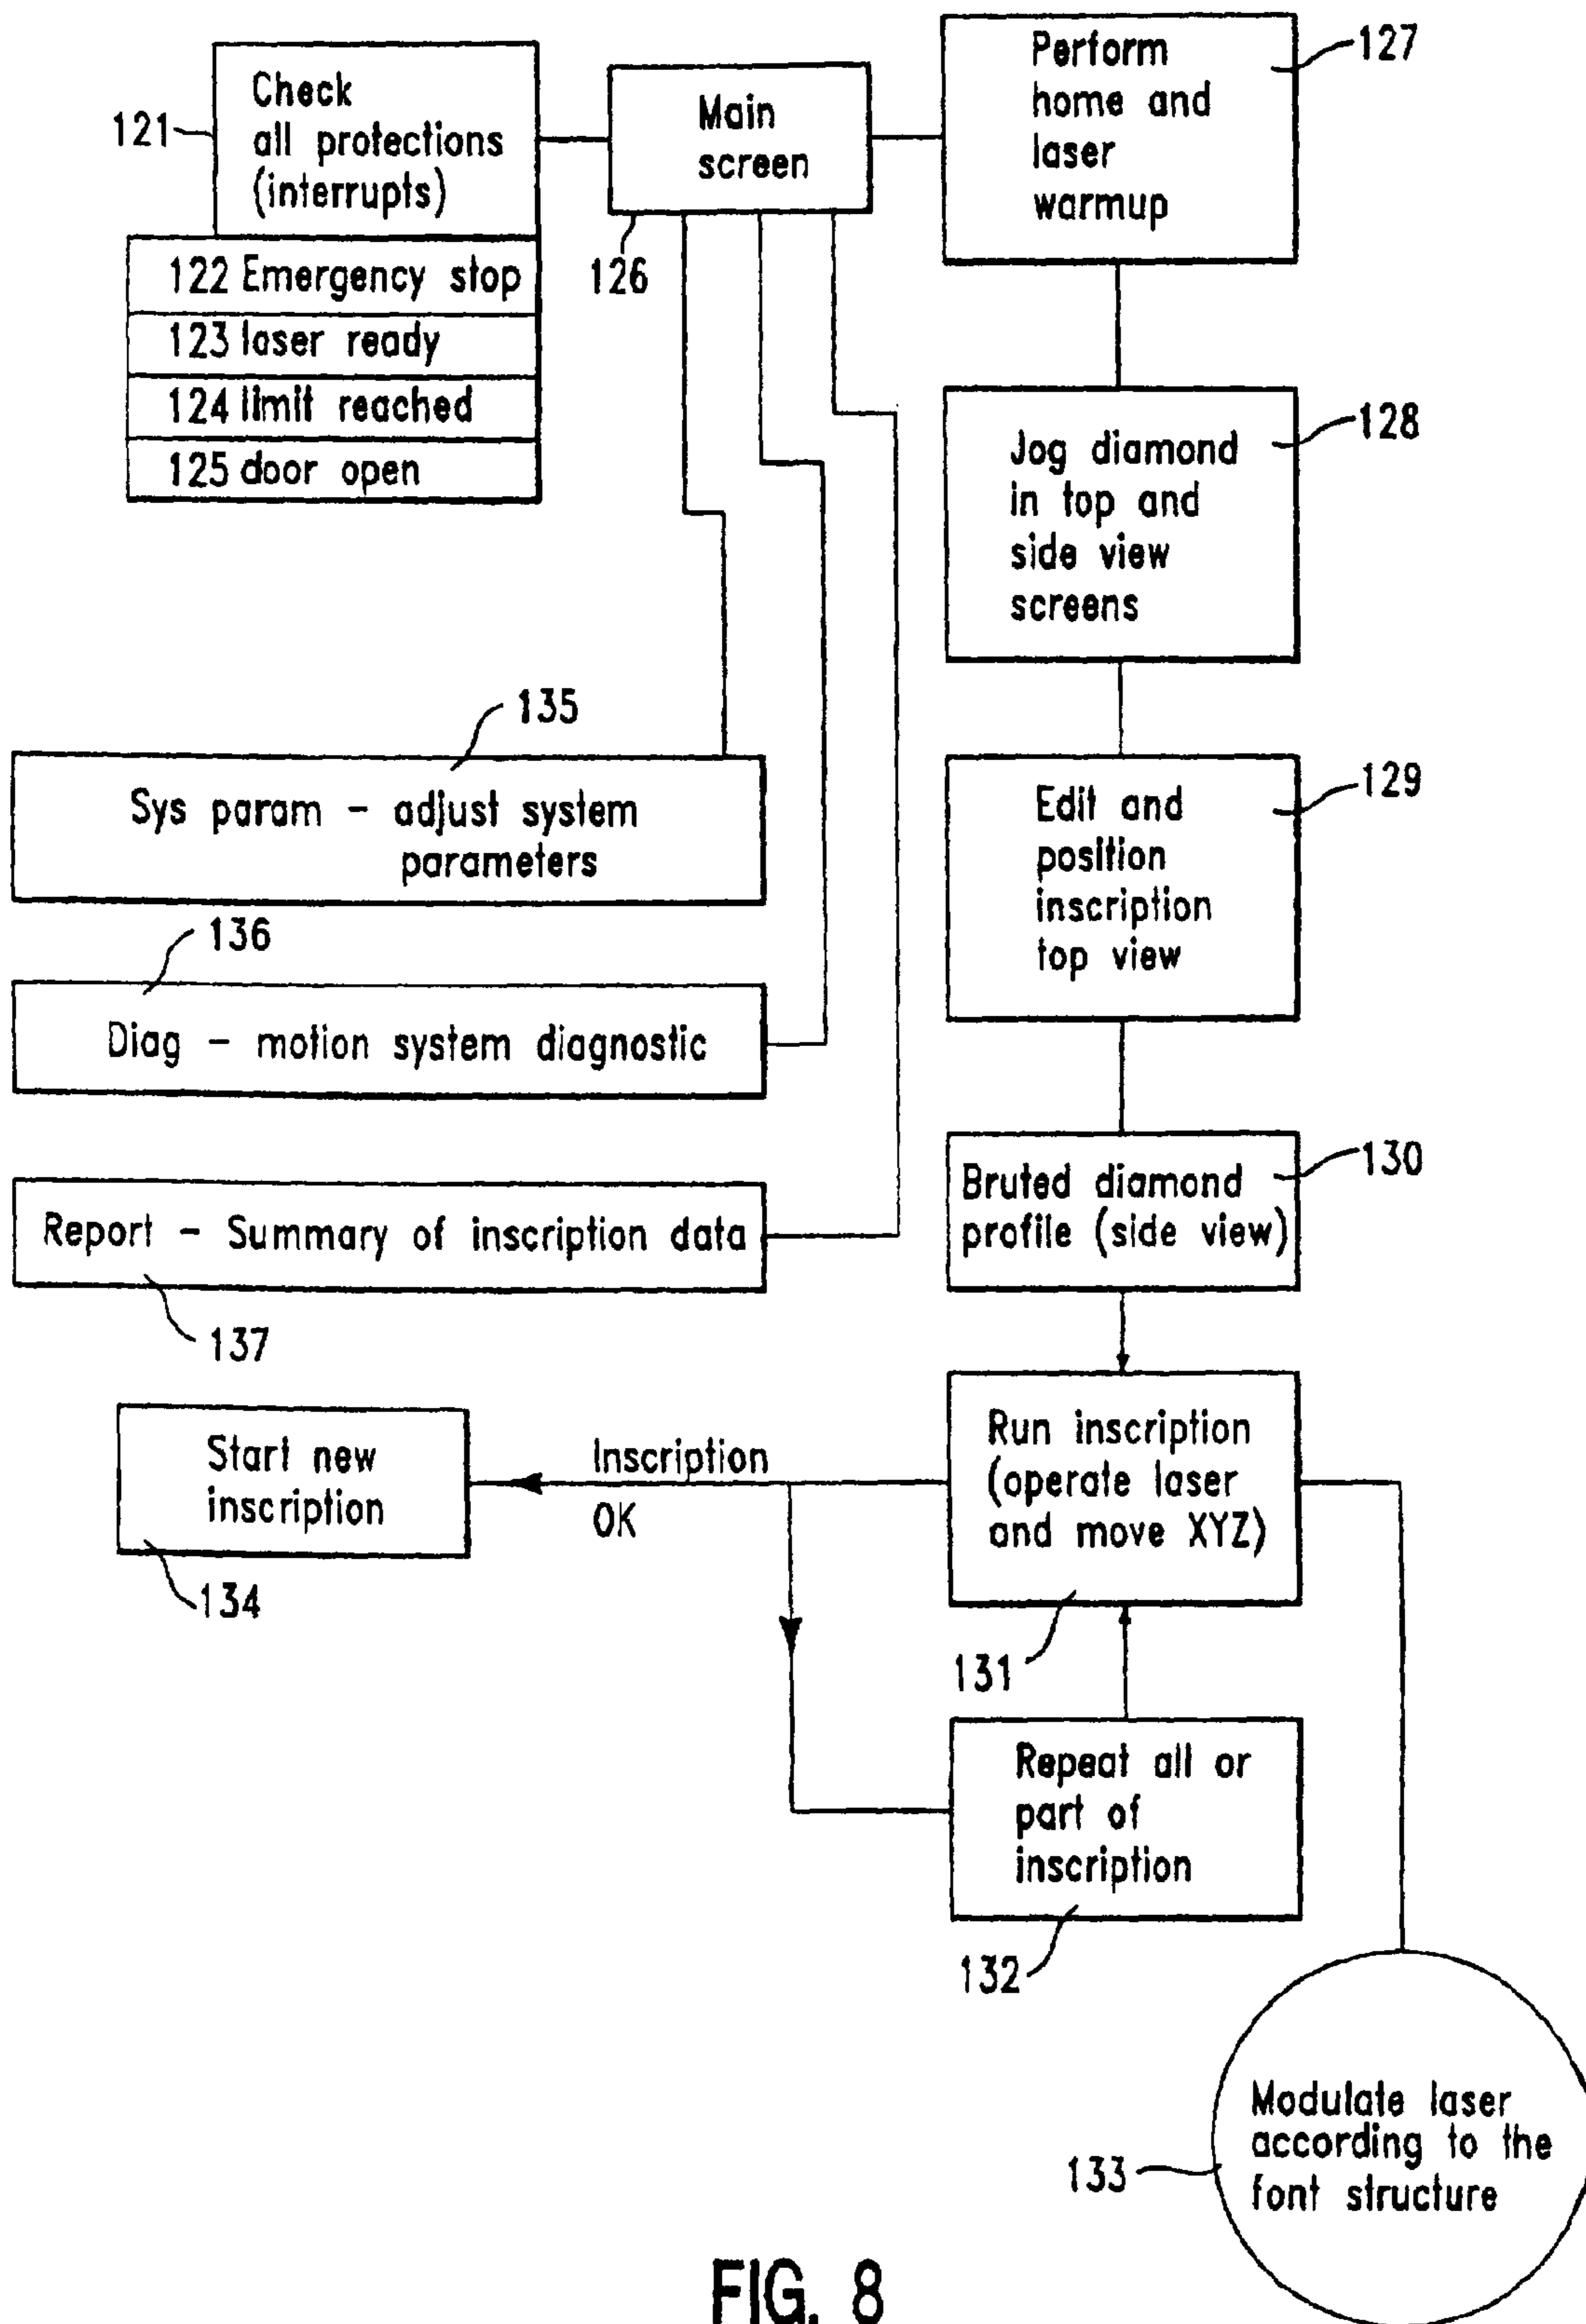 121
Check
all protections
(interrupts)
122 Emergency stop
123 laser ready
124 limit reached
125 door open
Main
screen
126
Perform
home and
laser
warmup
127
Jog diamond
in top and
side view
screens
128
135
Sys param - adjust system
parameters
Edit and
position
inscription
top view
129
136
Diag - motion system diagnostic
Bruted diamond
profile (side view)
130
Report - Summary of inscription data
137
Start new
inscription
134
Inscription
OK
Run inscription
(operate laser
and move XYZ)
131
Repeat all or
part of
inscription
132
Modulate laser
according to the
font structure
133
FIG. 8